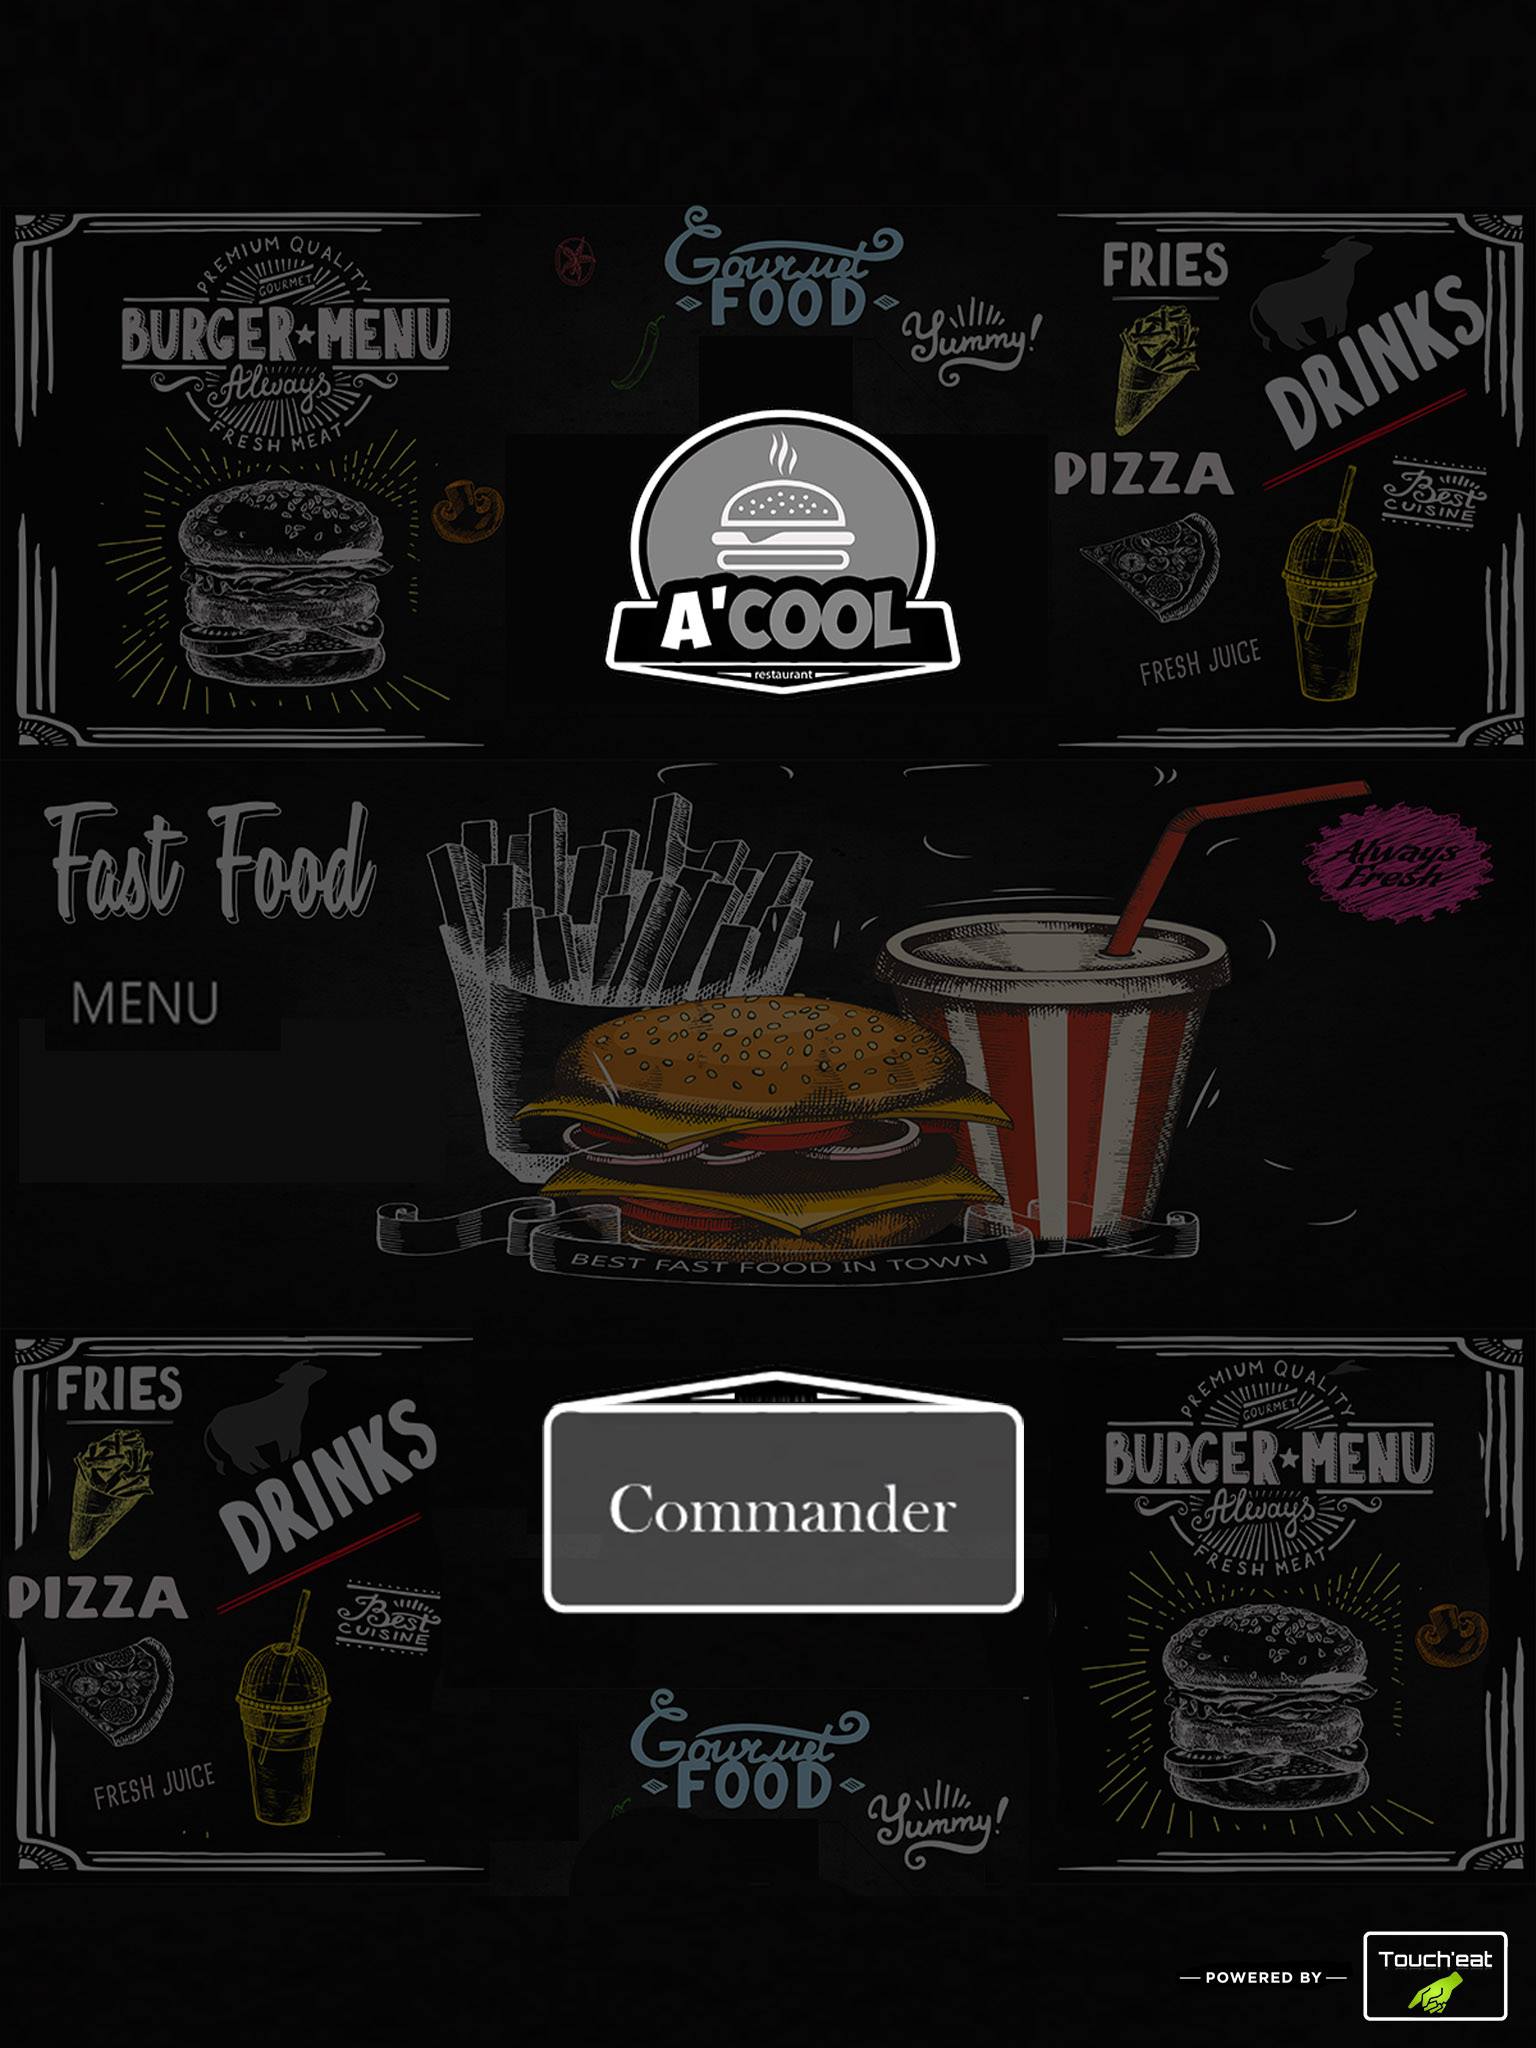 PREMIUM QUALITY
GOURMET
BURGER★MENU
Always
FRESH MEAT
Gourmet
FOOD
Yummy!
FRIES
DRINKS
PIZZA
Best
CUISINE
FRESH JUICE
A'COOL
restaurant
Fast Food
MENU
Always
Fresh
BEST FAST FOOD IN TOWN
FRIES
DRINKS
PIZZA
Best
CUISINE
FRESH JUICE
Commander
Gourmet
FOOD
Yummy!
PREMIUM QUALITY
GOURMET
BURGER★MENU
Always
FRESH MEAT
POWERED BY
Touch'eat